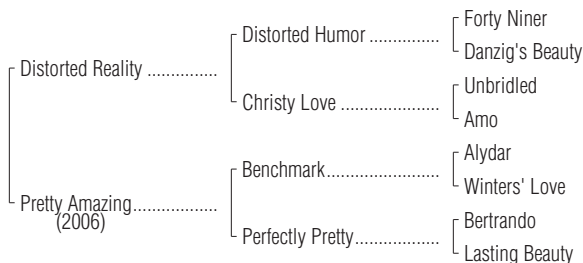 Forty Niner
Distorted Humor ................
Danzig's Beauty
Distorted Reality ...............
Unbridled
Christy Love ......................
Amo
Alydar
Benchmark.........................
Winters' Love
Pretty Amazing...................
(2006)
Bertrando
Perfectly Pretty...................
Lasting Beauty